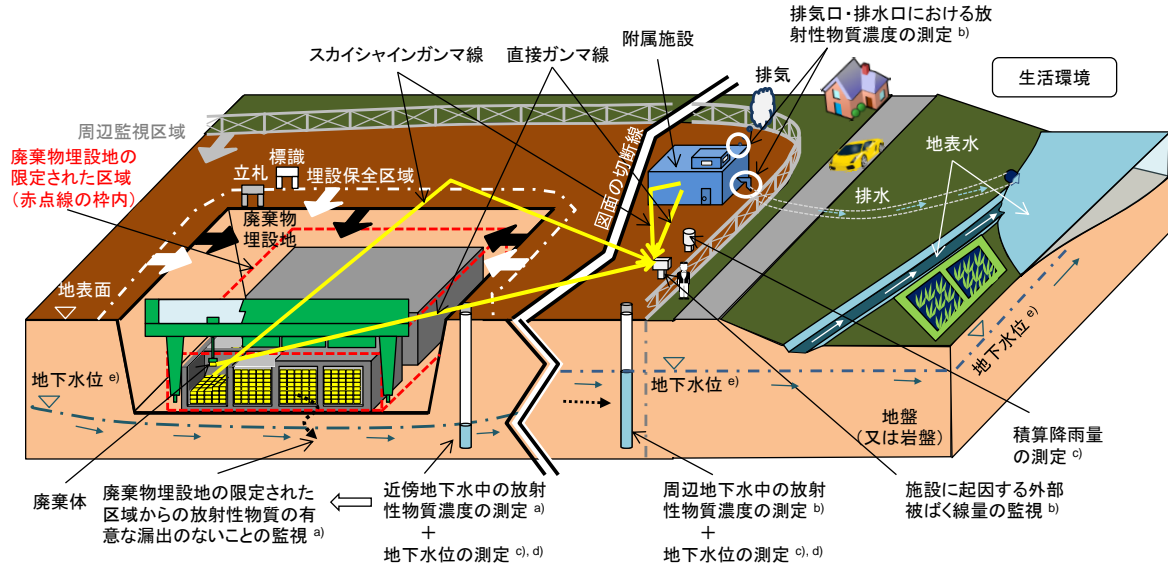 排気口・排水口における放
射性物質濃度の測定 b)
附属施設
スカイシャインガンマ線
直接ガンマ線
排気
生活環境
周辺監視区域
廃棄物埋設地の
限定された区域
（赤点線の枠内）
標識
立札
埋設保全区域
図面の切断線
地表水
排水
廃棄物
埋設地
地表面
地下水位 e)
地下水位 e)
地下水位 e)
地盤
（又は岩盤）
積算降雨量
の測定 c)
廃棄体
廃棄物埋設地の限定された
区域からの放射性物質の有
意な漏出のないことの監視 a)
近傍地下水中の放射
性物質濃度の測定 a)
＋
地下水位の測定 c), d)
周辺地下水中の放射
性物質濃度の測定 b)
＋
地下水位の測定 c), d)
施設に起因する外部
被ばく線量の監視 b)